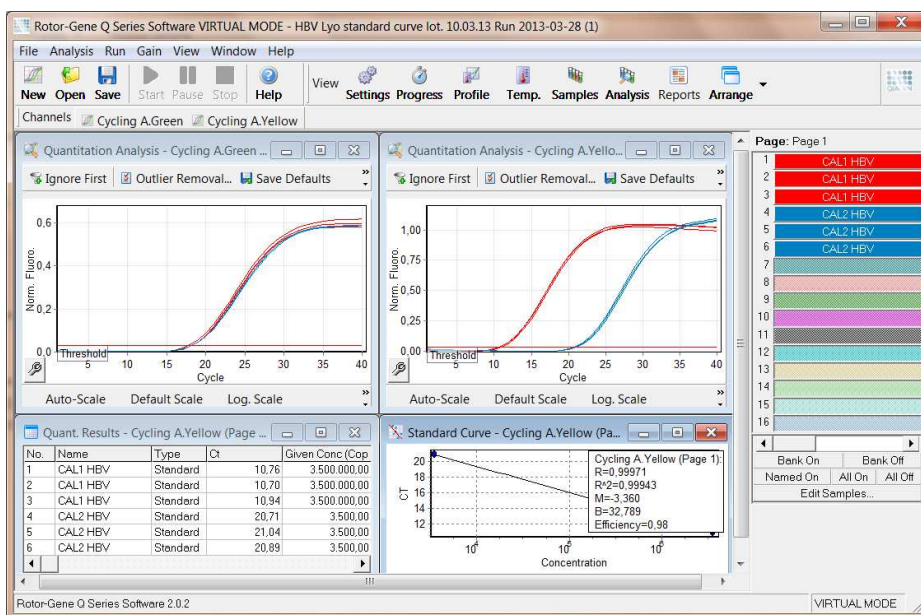 Rotor-Gene Q Series Software VIRTUAL MODE - HBV Lyo standard curve lot. 10.03.13 Run 2013-03-28 (1)
File Analysis Run Gain View Window Help
New Open Save Start Pause Stop Help View Settings Progress Profile Temp. Samples Analysis Reports Arrange
Channels Cycling A.Green Cycling A.Yellow
Quantitation Analysis - Cycling A.Green ...
Ignore First Outlier Removal... Save Defaults »
Norm. Fluoro.
0,6
0,4
0,2
0,0
Threshold
5 10 15 20 25 30 35 40
Cycle
Auto-Scale Default Scale Log. Scale »
Quantitation Analysis - Cycling A.Yello...
Ignore First Outlier Removal... Save Defaults »
Norm. Fluoro.
1,00
0,75
0,50
0,25
0,00
Threshold
5 10 15 20 25 30 35 40
Cycle
Auto-Scale Default Scale Log. Scale »
Quant. Results - Cycling A.Yellow (Page ...
No. Name Type Ct Given Conc (Cop
1 CAL1 HBV Standard 10,76 3.500.000,00
2 CAL1 HBV Standard 10,70 3.500.000,00
3 CAL1 HBV Standard 10,94 3.500.000,00
4 CAL2 HBV Standard 20,71 3.500,00
5 CAL2 HBV Standard 21,04 3.500,00
6 CAL2 HBV Standard 20,89 3.500,00
Standard Curve - Cycling A.Yellow (Pa...
CT
20
18
16
14
12
Cycling A.Yellow (Page 1):
R=0,99971
R^2=0,99943
M=-3,360
B=32,789
Efficiency=0,98
10^4 10^5 10^6
Concentration
Page: Page 1
1 CAL1 HBV
2 CAL1 HBV
3 CAL1 HBV
4 CAL2 HBV
5 CAL2 HBV
6 CAL2 HBV
7
8
9
10
11
12
13
14
15
16
Bank On Bank Off
Named On All On All Off
Edit Samples...
Rotor-Gene Q Series Software 2.0.2 VIRTUAL MODE